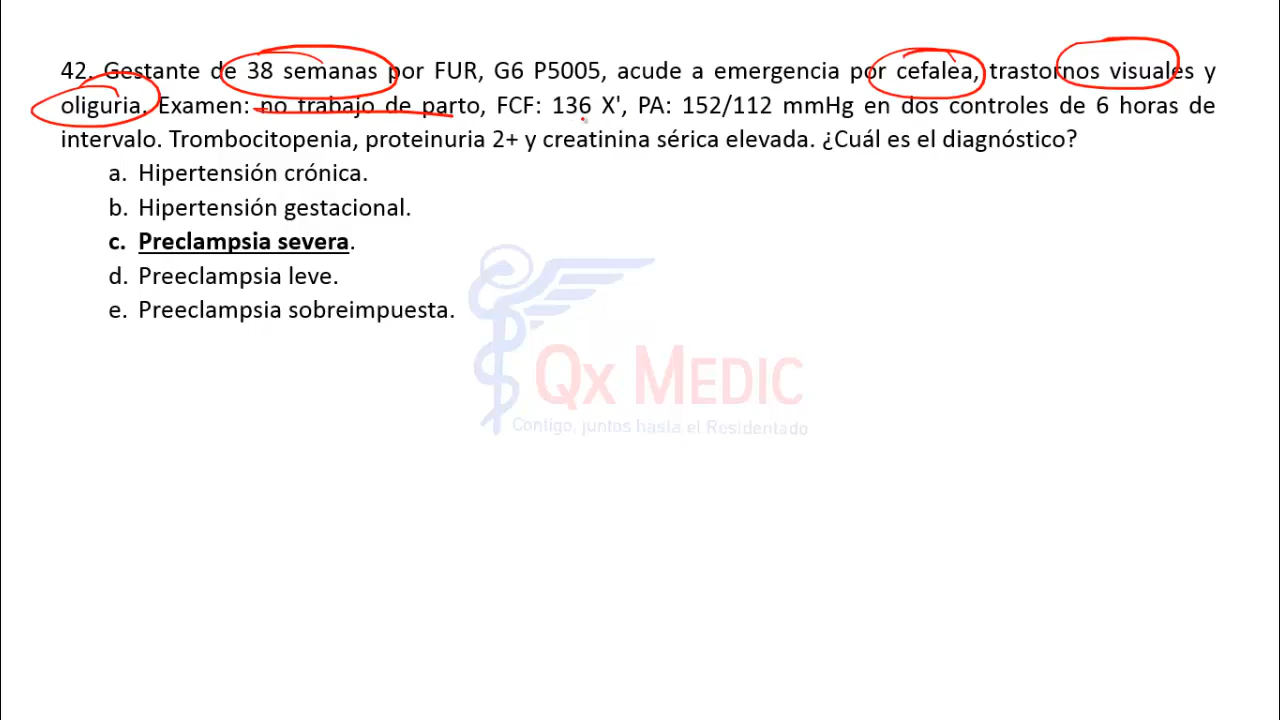 42. Gestante de 38 semanas por FUR, G6 P5005, acude a emergencia por cefalea, trastornos visuales y
oliguria. Examen: no trabajo de parto, FCF: 136 X', PA: 152/112 mmHg en dos controles de 6 horas de
intervalo. Trombocitopenia, proteinuria 2+ y creatinina sérica elevada. ¿Cuál es el diagnóstico?
a. Hipertensión crónica.
b. Hipertensión gestacional.
c. Preclampsia severa.
d. Preeclampsia leve.
e. Preeclampsia sobreimpuesta.
Qx MEDIC
Contigo, juntos hasta el Residentado